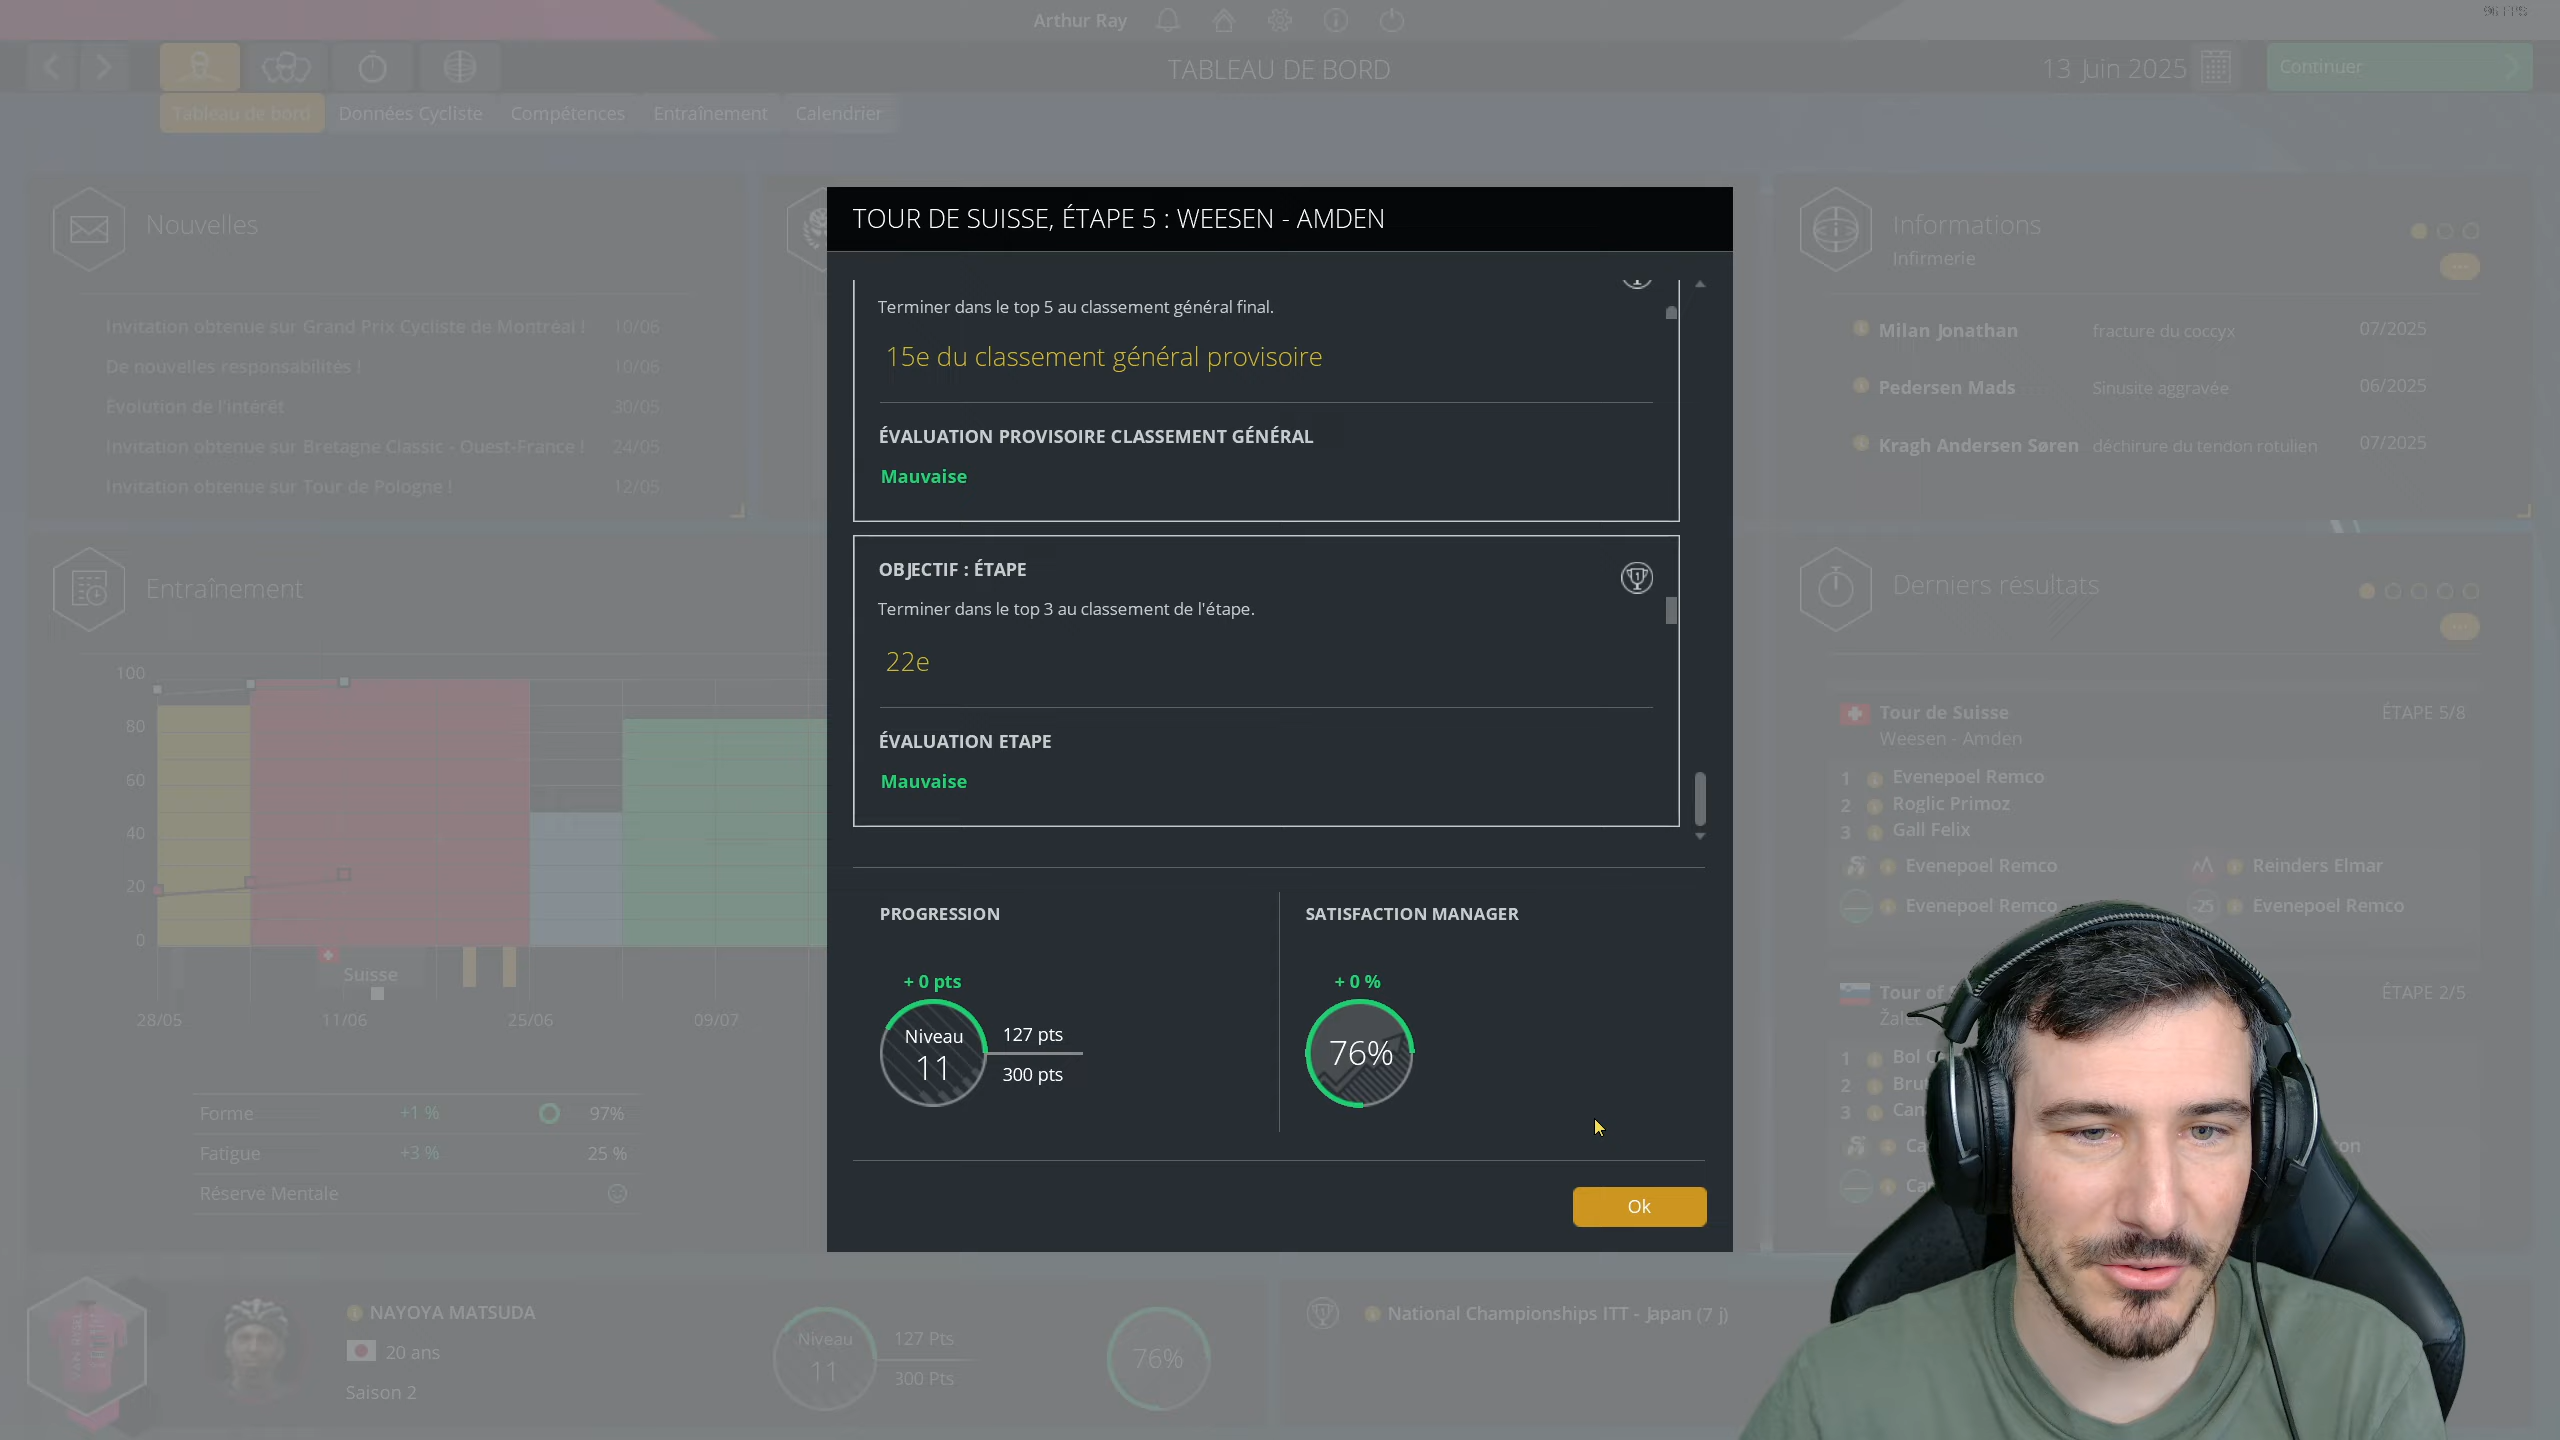 Arthur Ray
96 FPS
TABLEAU DE BORD
13 Juin 2025
Continuer
Tableau de bord
Données Cycliste
Compétences
Entraînement
Calendrier
Nouvelles
Invitation obtenue sur Grand Prix Cycliste de Montréal ! 10/06
De nouvelles responsabilités ! 10/06
Évolution de l'intérêt 30/05
Invitation obtenue sur Bretagne Classic - Ouest-France ! 24/05
Invitation obtenue sur Tour de Pologne ! 12/05
Entraînement
100
80
60
40
20
0
Suisse
28/05 11/06 25/06 09/07
Forme +1 % 97%
Fatigue +3 % 25 %
Réserve Mentale
TOUR DE SUISSE, ÉTAPE 5 : WEESEN - AMDEN
Terminer dans le top 5 au classement général final.
15e du classement général provisoire
ÉVALUATION PROVISOIRE CLASSEMENT GÉNÉRAL
Mauvaise
OBJECTIF : ÉTAPE
Terminer dans le top 3 au classement de l'étape.
22e
ÉVALUATION ETAPE
Mauvaise
PROGRESSION
+ 0 pts
Niveau
11
127 pts
300 pts
SATISFACTION MANAGER
+ 0 %
76%
Ok
Informations
Infirmerie
Milan Jonathan fracture du coccyx 07/2025
Pedersen Mads Sinusite aggravée 06/2025
Kragh Andersen Søren déchirure du tendon rotulien 07/2025
Derniers résultats
Tour de Suisse ÉTAPE 5/8
Weesen - Amden
1 Evenepoel Remco
2 Roglic Primoz
3 Gall Felix
Evenepoel Remco Reinders Elmar
Evenepoel Remco -25 Evenepoel Remco
Tour of ÉTAPE 2/5
1 Bol
2
3
NAYOYA MATSUDA
20 ans
Saison 2
Niveau
11
127 Pts
300 Pts
76%
National Championships ITT - Japan (7 j)